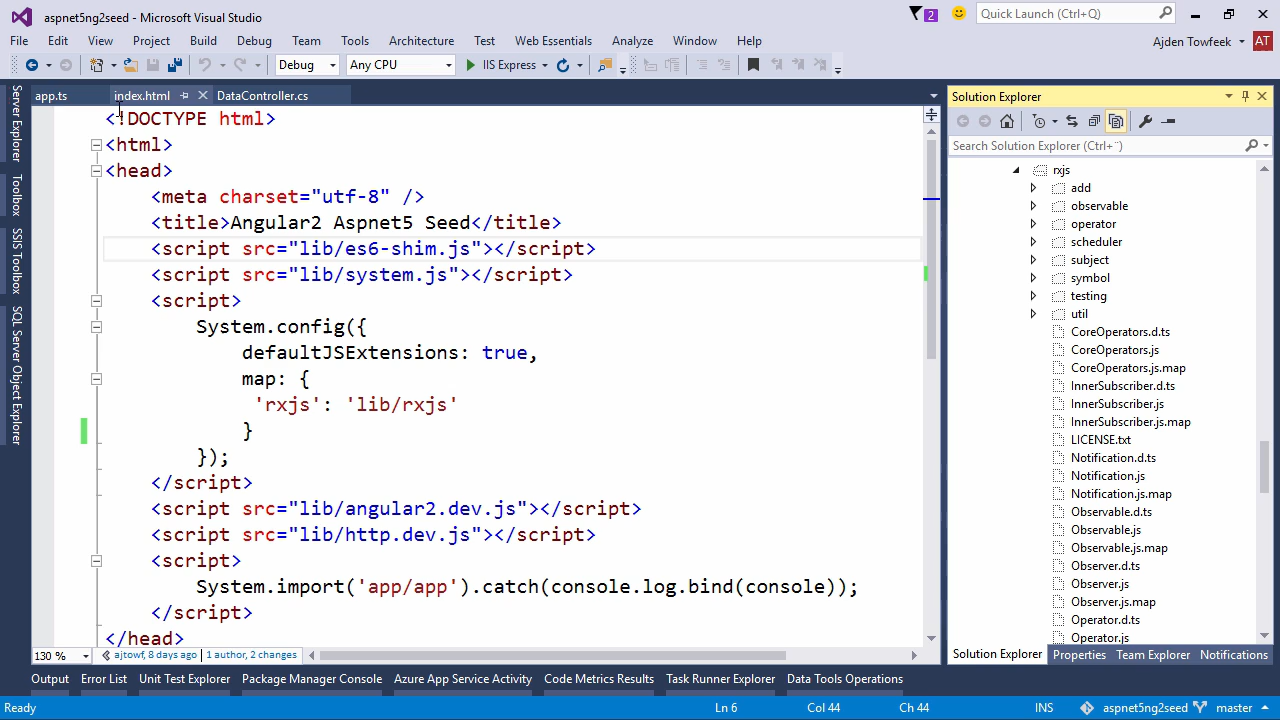 aspnet5ng2seed - Microsoft Visual Studio
2
Quick Launch (Ctrl+Q)
File Edit View Project Build Debug Team Tools Architecture Test Web Essentials Analyze Window Help
Ajden Towfeek
AT
Debug
Any CPU
IIS Express
Server Explorer
Toolbox
SSIS Toolbox
SQL Server Object Explorer
app.ts
index.html
DataController.cs
<!DOCTYPE html>
<html>
<head>
<meta charset="utf-8" />
<title>Angular2 Aspnet5 Seed</title>
<script src="lib/es6-shim.js"></script>
<script src="lib/system.js"></script>
<script>
System.config({
defaultJSExtensions: true,
map: {
'rxjs': 'lib/rxjs'
}
});
</script>
<script src="lib/angular2.dev.js"></script>
<script src="lib/http.dev.js"></script>
<script>
System.import('app/app').catch(console.log.bind(console));
</script>
</head>
130 %
ajtowf, 8 days ago | 1 author, 2 changes
Solution Explorer
Search Solution Explorer (Ctrl+¨)
rxjs
add
observable
operator
scheduler
subject
symbol
testing
util
CoreOperators.d.ts
CoreOperators.js
CoreOperators.js.map
InnerSubscriber.d.ts
InnerSubscriber.js
InnerSubscriber.js.map
LICENSE.txt
Notification.d.ts
Notification.js
Notification.js.map
Observable.d.ts
Observable.js
Observable.js.map
Observer.d.ts
Observer.js
Observer.js.map
Operator.d.ts
Operator.js
Solution Explorer Properties Team Explorer Notifications
Output Error List Unit Test Explorer Package Manager Console Azure App Service Activity Code Metrics Results Task Runner Explorer Data Tools Operations
Ready
Ln 6
Col 44
Ch 44
INS
aspnet5ng2seed
master